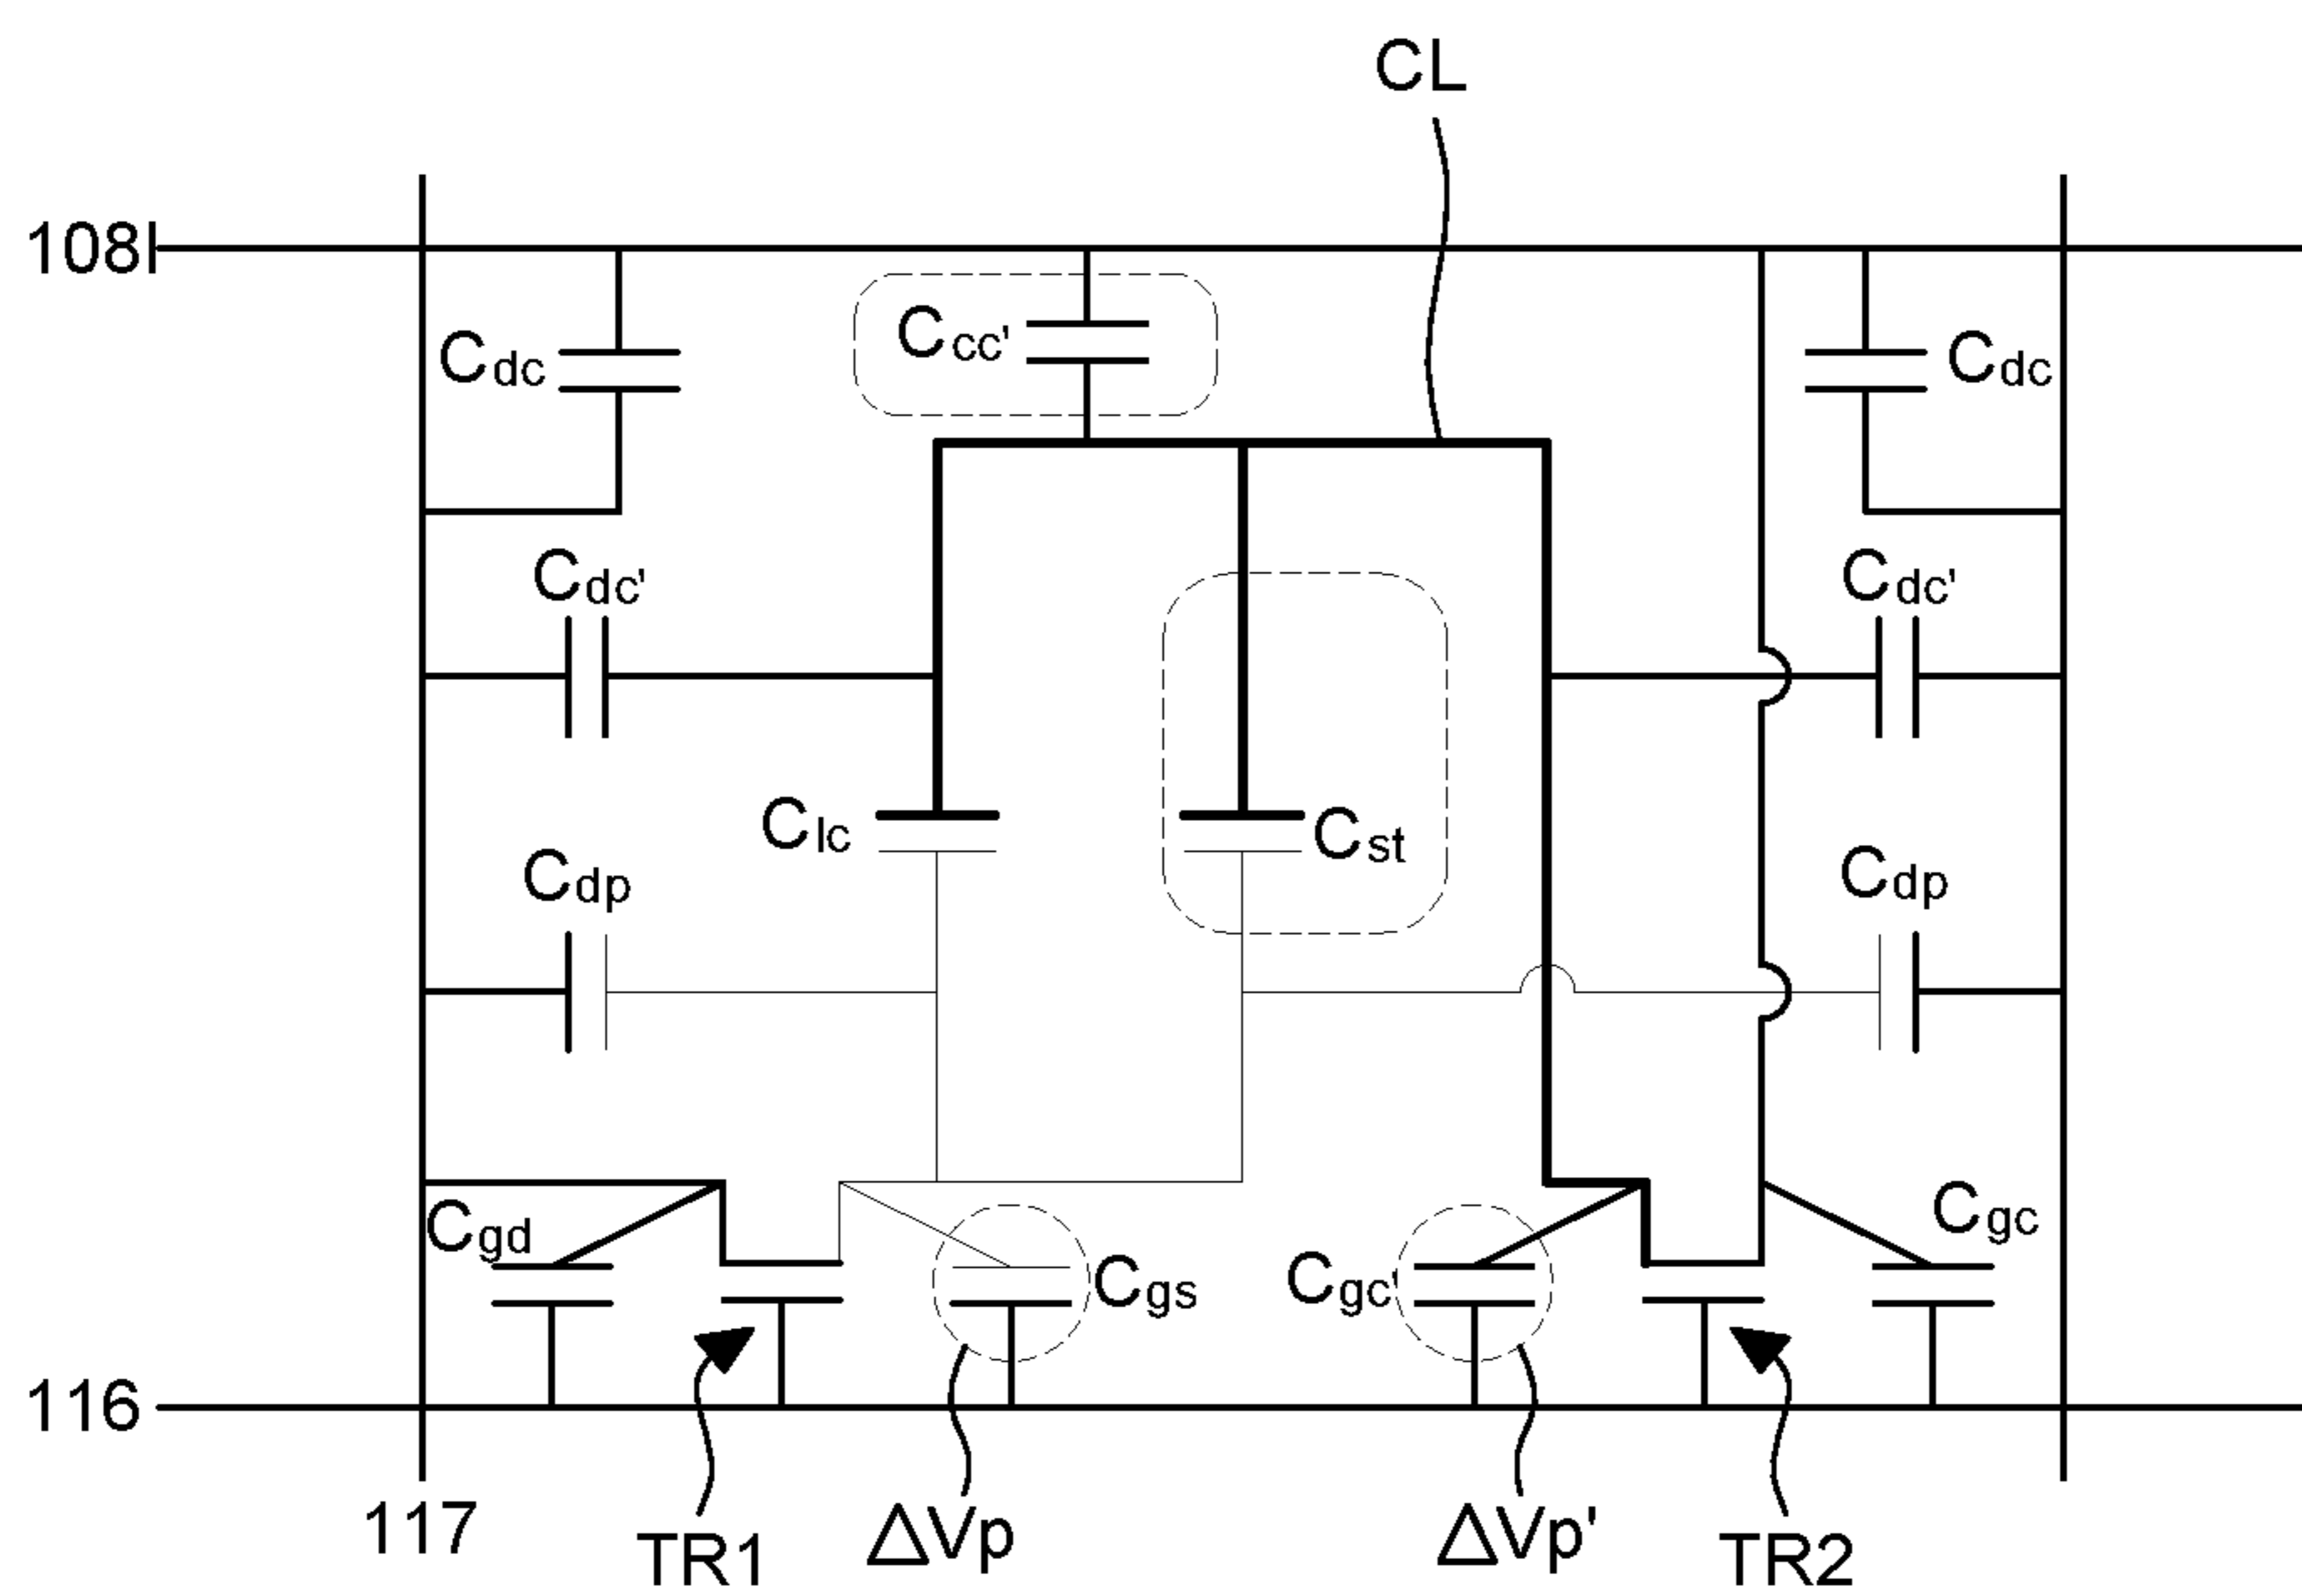 CL
108l
Ccc'
Cdc
Cdc
Cdc'
Cdc'
Clc
Cst
Cdp
Cdp
Cgd
Cgs
Cgc'
Cgc
116
117
TR1
ΔVp
ΔVp'
TR2